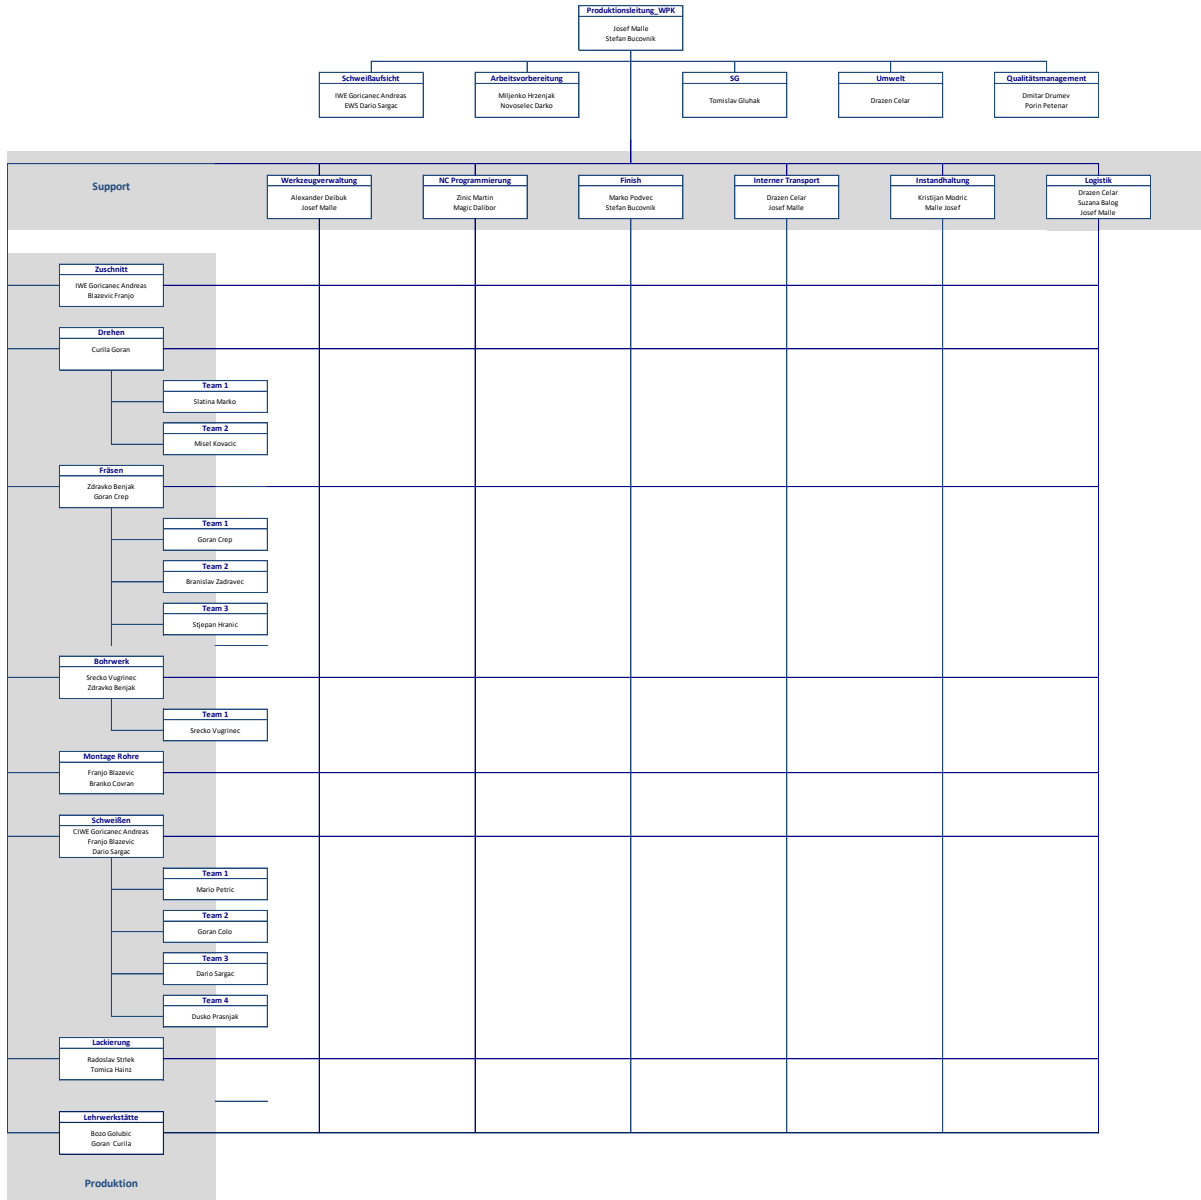 Produktionsleitung_WPK
Josef Malle
Stefan Bucovnik
Schweißaufsicht
IWE Goricanec Andreas
EWS Dario Sargac
Arbeitsvorbereitung
Miljenko Hrzenjak
Novoselec Darko
SG
Tomislav Gluhak
Umwelt
Drazen Celar
Qualitätsmanagement
Dmitar Drumev
Porin Petenar
Support
Werkzeugverwaltung
Alexander Deibuk
Josef Malle
NC Programmierung
Zinic Martin
Magic Dalibor
Finish
Marko Podvec
Stefan Bucovnik
Interner Transport
Drazen Celar
Josef Malle
Instandhaltung
Kristijan Modric
Malle Josef
Logistik
Drazen Celar
Suzana Balog
Josef Malle
Zuschnitt
IWE Goricanec Andreas
Blazevic Franjo
Drehen
Curila Goran
Team 1
Slatina Marko
Team 2
Misel Kovacic
Fräsen
Zdravko Benjak
Goran Crep
Team 1
Goran Crep
Team 2
Branislav Zadravec
Team 3
Stjepan Hranic
Bohrwerk
Srecko Vugrinec
Zdravko Benjak
Team 1
Srecko Vugrinec
Montage Rohre
Franjo Blazevic
Branko Covran
Schweißen
CIWE Goricanec Andreas
Franjo Blazevic
Dario Sargac
Team 1
Mario Petric
Team 2
Goran Colo
Team 3
Dario Sargac
Team 4
Dusko Prasnjak
Lackierung
Radoslav Strlek
Tomica Hainz
Lehrwerkstätte
Bozo Golubic
Goran Curila
Produktion